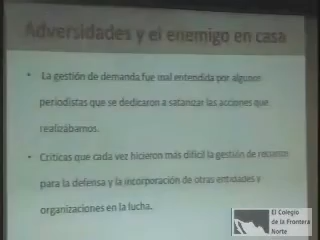 Adversidades y el enemigo en casa
• La gestión de demanda fue mal entendida por algunos
periodistas que se dedicaron a satanizar las acciones que
realizábamos.
• Criticas que cada vez hicieron más difícil la gestión de recursos
para la defensa y la incorporación de otras entidades y
organizaciones en la lucha.
El Colegio
de la Frontera
Norte